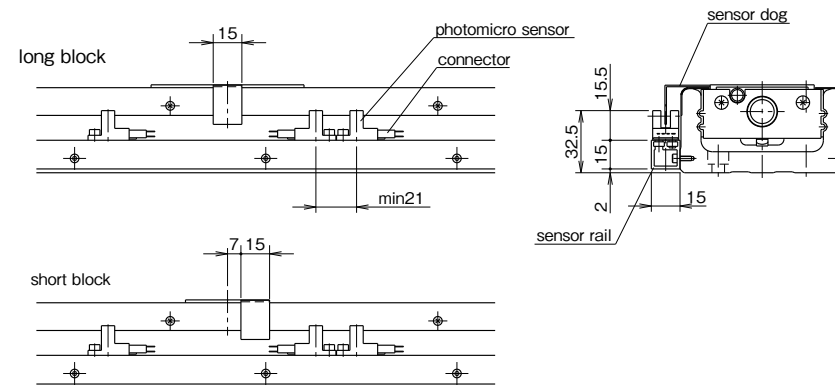 sensor dog
15
photomicro sensor
long block
connector
15.5
32.5
15
min21
2
15
sensor rail
7
15
short block